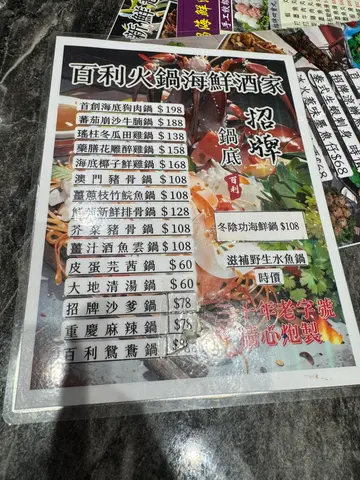 百利火鍋海鮮酒家
招牌
鍋底
百利
首創海底狗肉鍋 $198
蕃茄崩沙牛腩鍋 $188
瑤柱冬瓜田雞鍋 $138
藥膳花雕醉雞鍋 $158
海底椰子鮮雞鍋 $168
澳門豬骨鍋 $108
薑蔥枝竹鯇魚鍋 $108
新鮮排骨鍋 $128
芥菜豬骨鍋 $108
薑汁酒魚雲鍋 $108
皮蛋芫茜鍋 $60
大地清湯鍋 $60
招牌沙爹鍋 $78
重慶麻辣鍋 $78
百利鴛鴦鍋
冬陰功海鮮鍋 $108
滋補野生水魚鍋
時價
十年老字號
心炮製